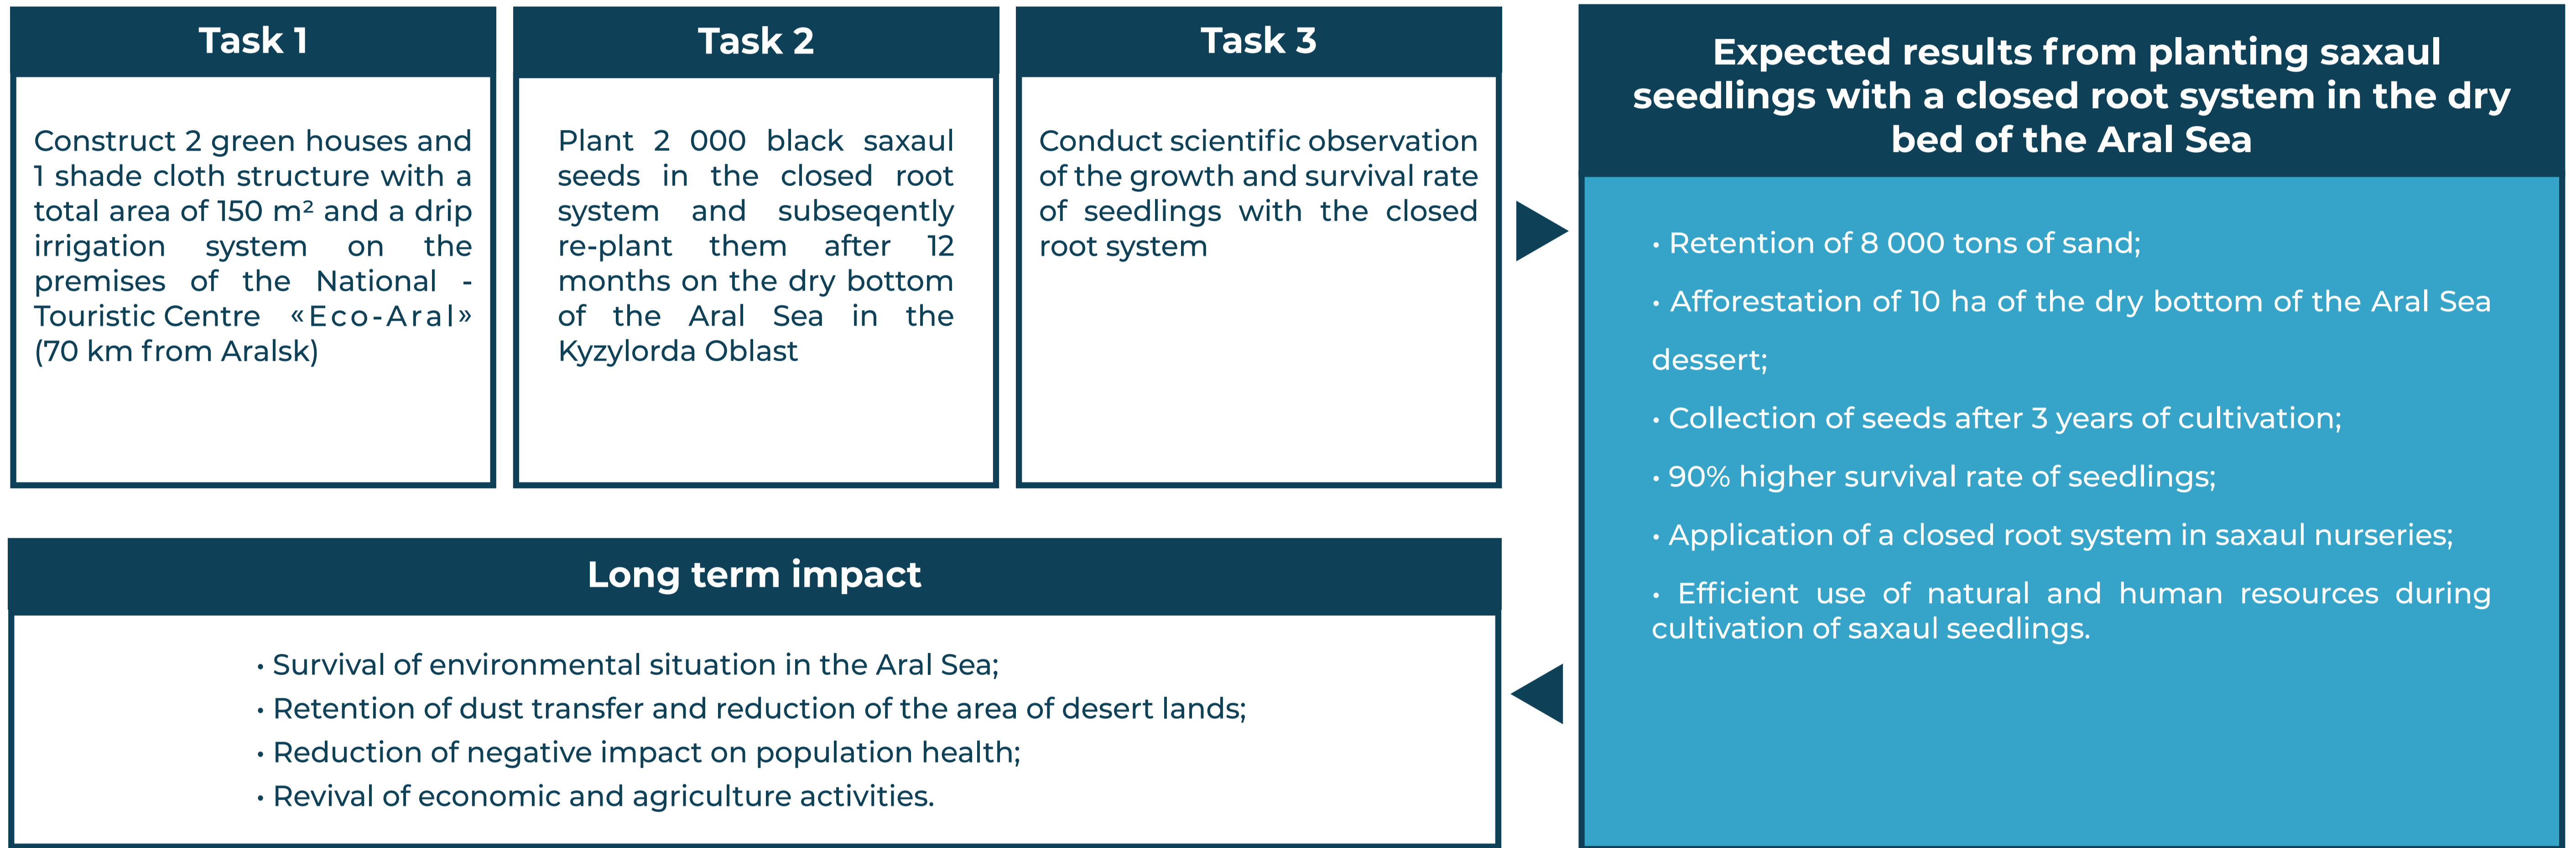 Task 1
Construct 2 green houses and
1 shade cloth structure with a
total area of 150 m² and a drip
irrigation system on the
premises of the National -
Touristic Centre «Eco-Aral»
(70 km from Aralsk)
Task 2
Plant 2 000 black saxaul
seeds in the closed root
system and subseqently
re-plant them after 12
months on the dry bottom
of the Aral Sea in the
Kyzylorda Oblast
Task 3
Conduct scientific observation
of the growth and survival rate
of seedlings with the closed
root system
Expected results from planting saxaul
seedlings with a closed root system in the dry
bed of the Aral Sea
• Retention of 8 000 tons of sand;
• Afforestation of 10 ha of the dry bottom of the Aral Sea
dessert;
• Collection of seeds after 3 years of cultivation;
• 90% higher survival rate of seedlings;
• Application of a closed root system in saxaul nurseries;
• Efficient use of natural and human resources during
cultivation of saxaul seedlings.
Long term impact
• Survival of environmental situation in the Aral Sea;
• Retention of dust transfer and reduction of the area of desert lands;
• Reduction of negative impact on population health;
• Revival of economic and agriculture activities.